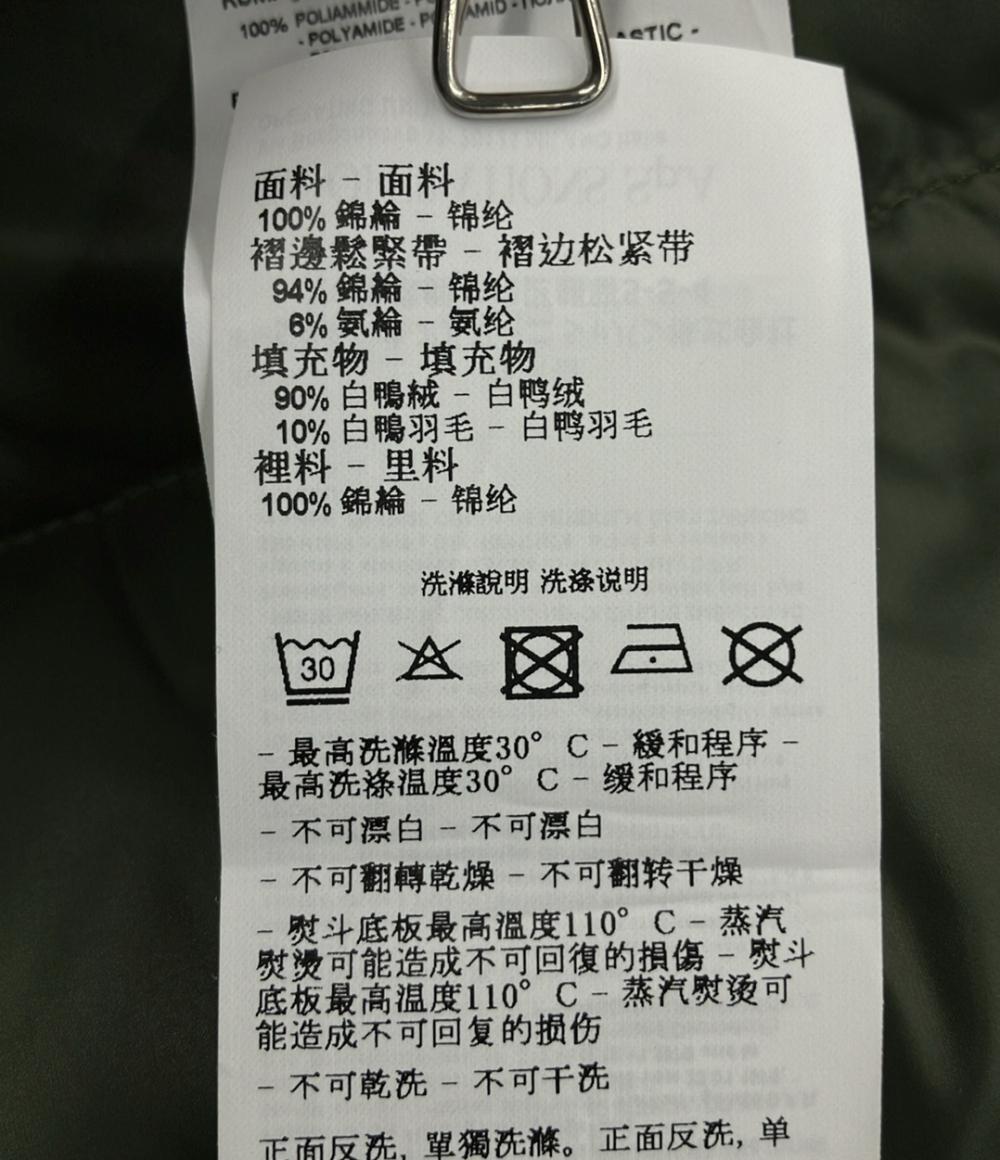 100% POLIAMMIDE -
- POLYAMIDE -
面料 - 面料
100% 錦綸 - 锦纶
褶邊鬆緊帶 - 褶边松紧带
94% 錦綸 - 锦纶
6% 氨綸 - 氨纶
填充物 - 填充物
90% 白鴨絨 - 白鸭绒
10% 白鴨羽毛 - 白鸭羽毛
裡料 - 里料
100% 錦綸 - 锦纶
洗滌說明 洗涤说明
30
- 最高洗滌溫度30° C - 緩和程序 -
最高洗涤温度30° C - 缓和程序
- 不可漂白 - 不可漂白
- 不可翻轉乾燥 - 不可翻转干燥
- 熨斗底板最高溫度110° C - 蒸汽
熨燙可能造成不可回復的損傷 - 熨斗
底板最高温度110° C - 蒸汽熨烫可
能造成不可回复的损伤
- 不可乾洗 - 不可干洗
正面反洗, 單獨洗滌。 正面反洗, 单